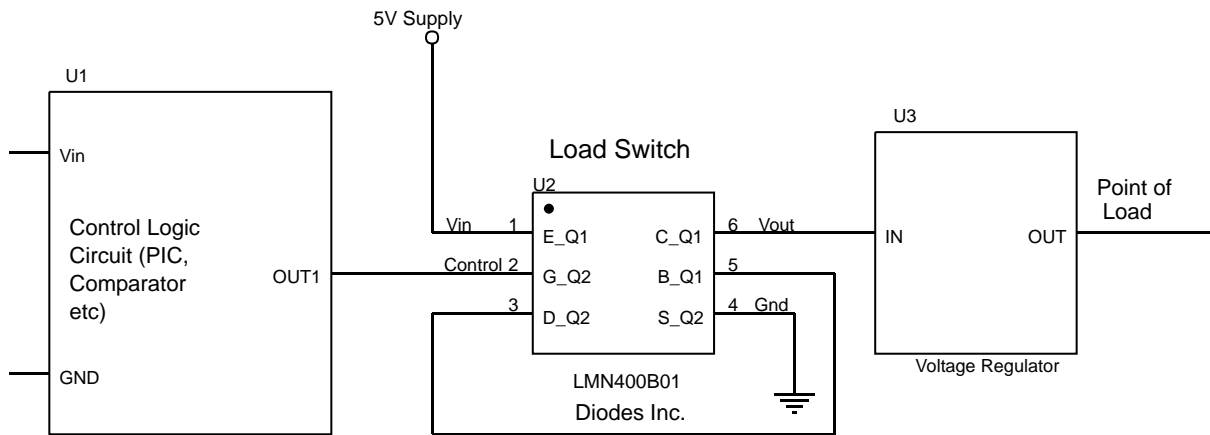 5V Supply
U1
Vin
Control Logic
Circuit (PIC,
Comparator
etc)
OUT1
GND
Load Switch
U2
Vin 1 E_Q1 C_Q1 6 Vout
Control 2 G_Q2 B_Q1 5
3 D_Q2 S_Q2 4 Gnd
LMN400B01
Diodes Inc.
U3
IN OUT
Voltage Regulator
Point of
Load